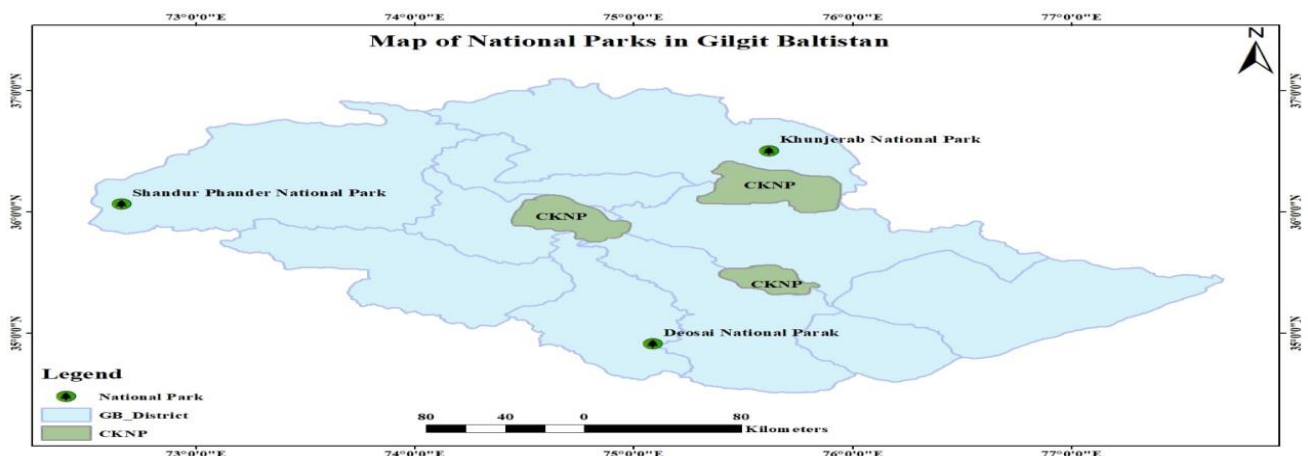 73°0'0"E 74°0'0"E 75°0'0"E 76°0'0"E 77°0'0"E
Map of National Parks in Gilgit Baltistan
N
37°0'0"N 37°0'0"N
Khunjerab National Park
Shandur Phander National Park
CKNP
36°0'0"N 36°0'0"N
CKNP
CKNP
Deosai National Parak
35°0'0"N 35°0'0"N
Legend
National Park
GB_District
CKNP
80 40 0 80
Kilometers
73°0'0"E 74°0'0"E 75°0'0"E 76°0'0"E 77°0'0"E